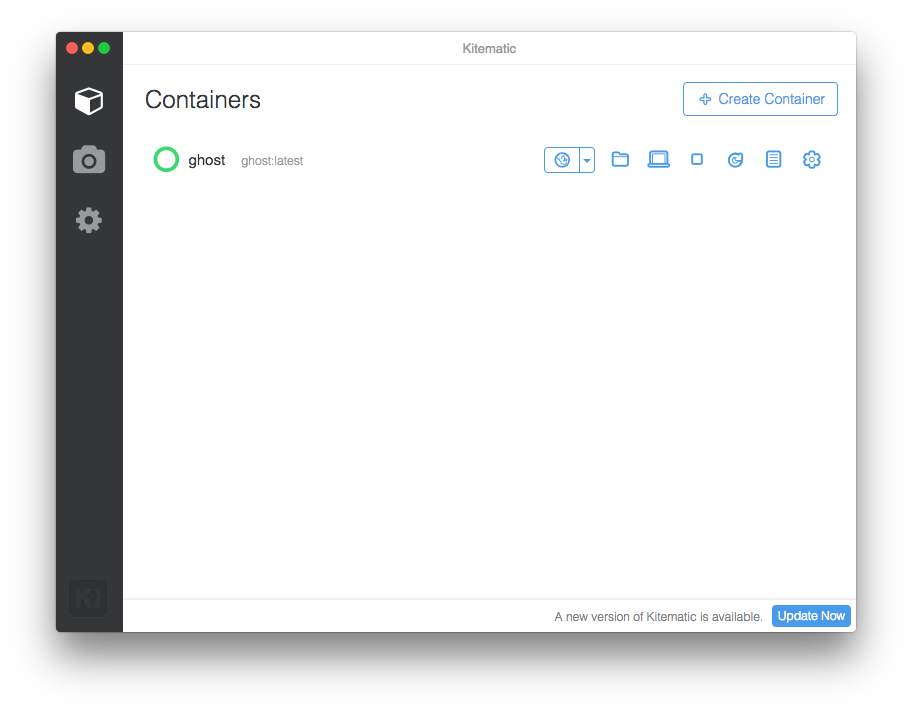 Kitematic
Containers
Create Container
ghost ghost:latest
A new version of Kitematic is available. Update Now